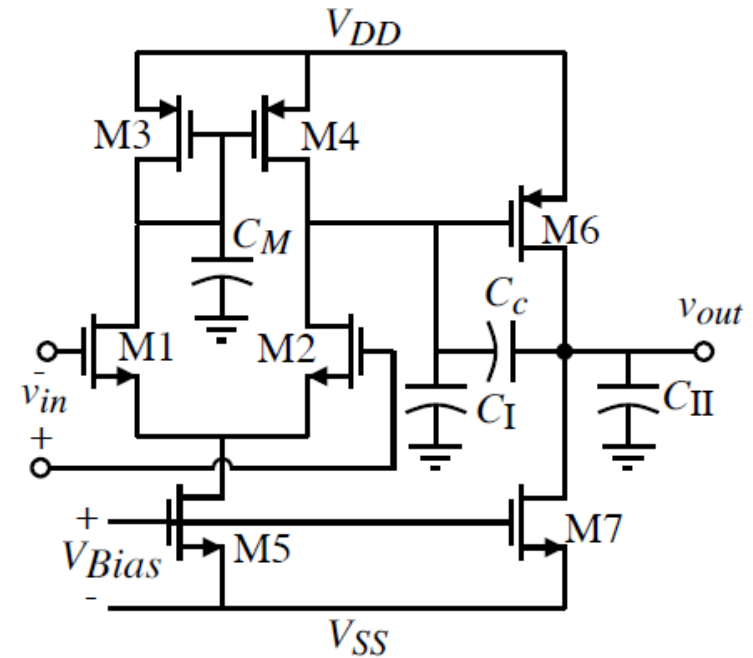 VDD
M3
M4
CM
M6
Cc
vout
M1
M2
-
vin
+
CI
CII
+
VBias
-
M5
M7
VSS